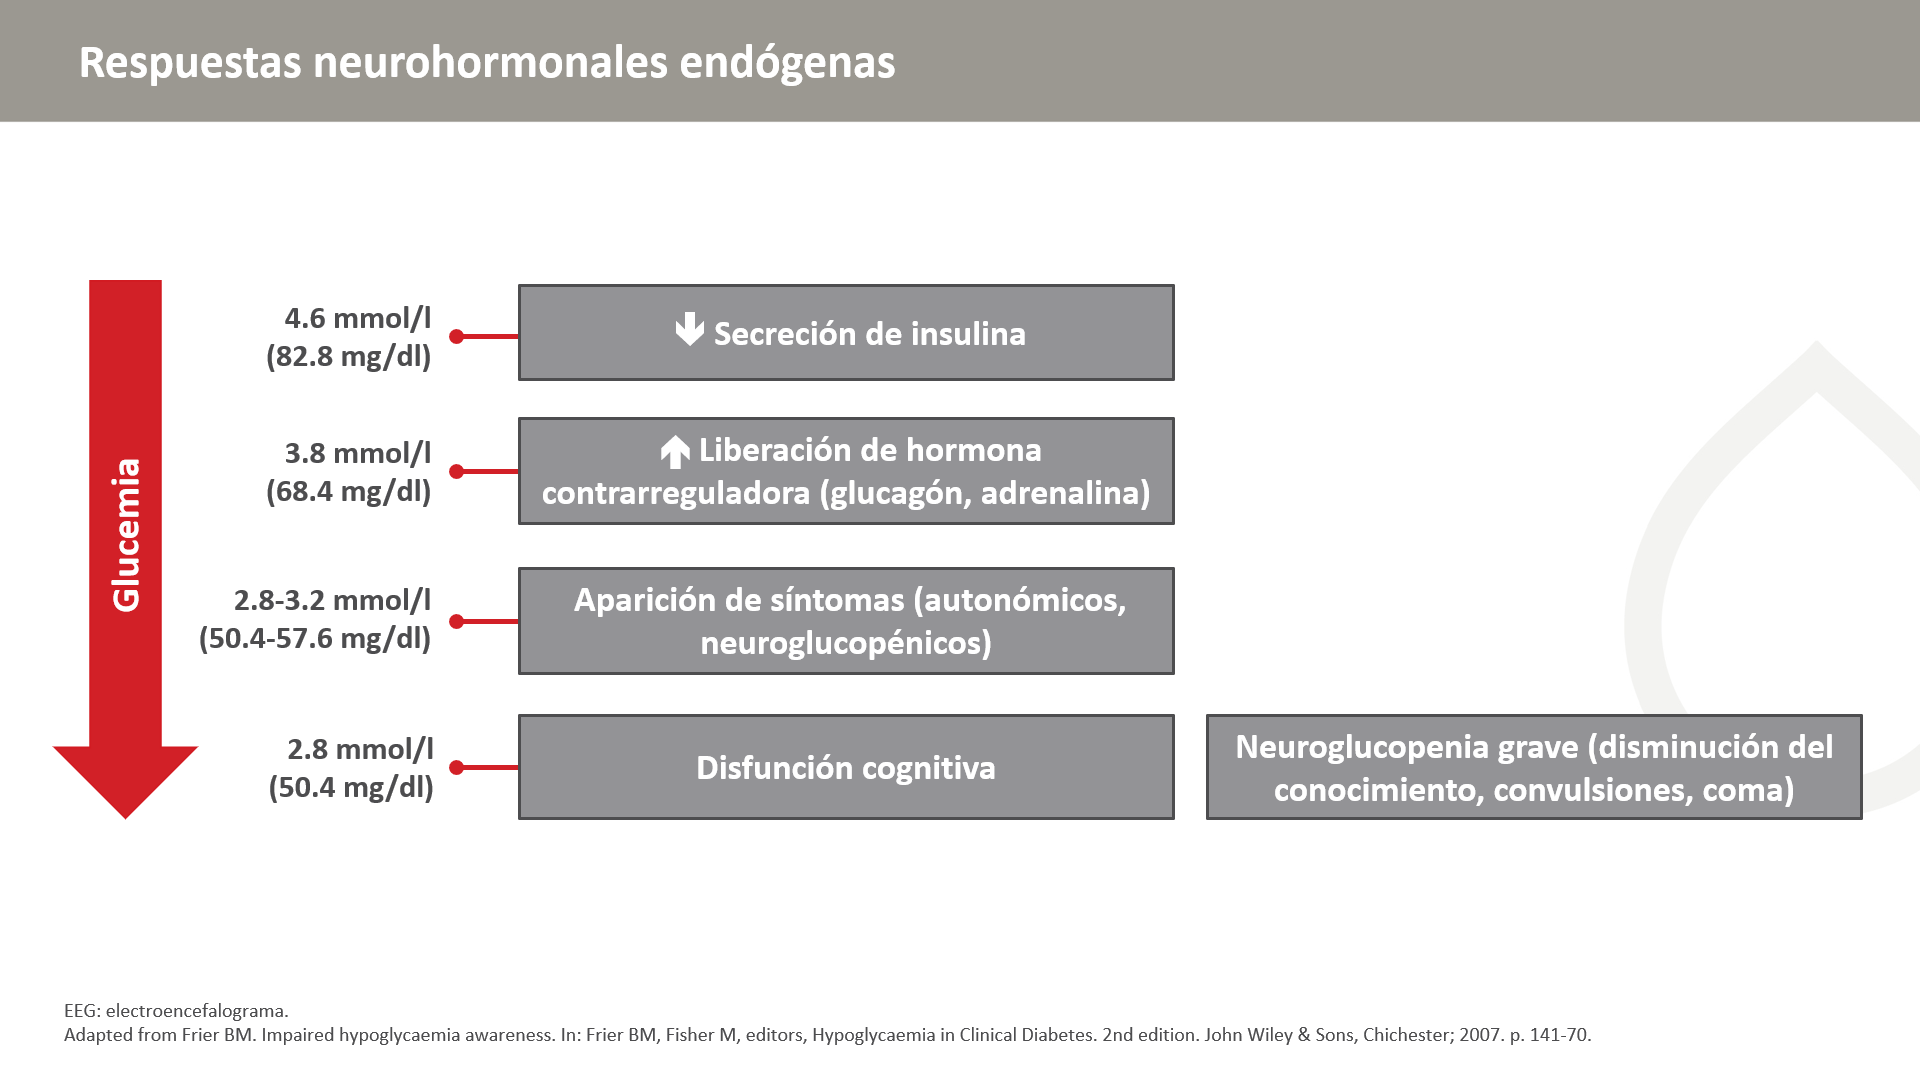 Respuestas neurohormonales endógenas
Glucemia
4.6 mmol/l
(82.8 mg/dl)
Secreción de insulina
3.8 mmol/l
(68.4 mg/dl)
Liberación de hormona
contrarreguladora (glucagón, adrenalina)
2.8-3.2 mmol/l
(50.4-57.6 mg/dl)
Aparición de síntomas (autonómicos,
neuroglucopénicos)
2.8 mmol/l
(50.4 mg/dl)
Disfunción cognitiva
Neuroglucopenia grave (disminución del
conocimiento, convulsiones, coma)
EEG: electroencefalograma.
Adapted from Frier BM. Impaired hypoglycaemia awareness. In: Frier BM, Fisher M, editors, Hypoglycaemia in Clinical Diabetes. 2nd edition. John Wiley & Sons, Chichester; 2007. p. 141-70.